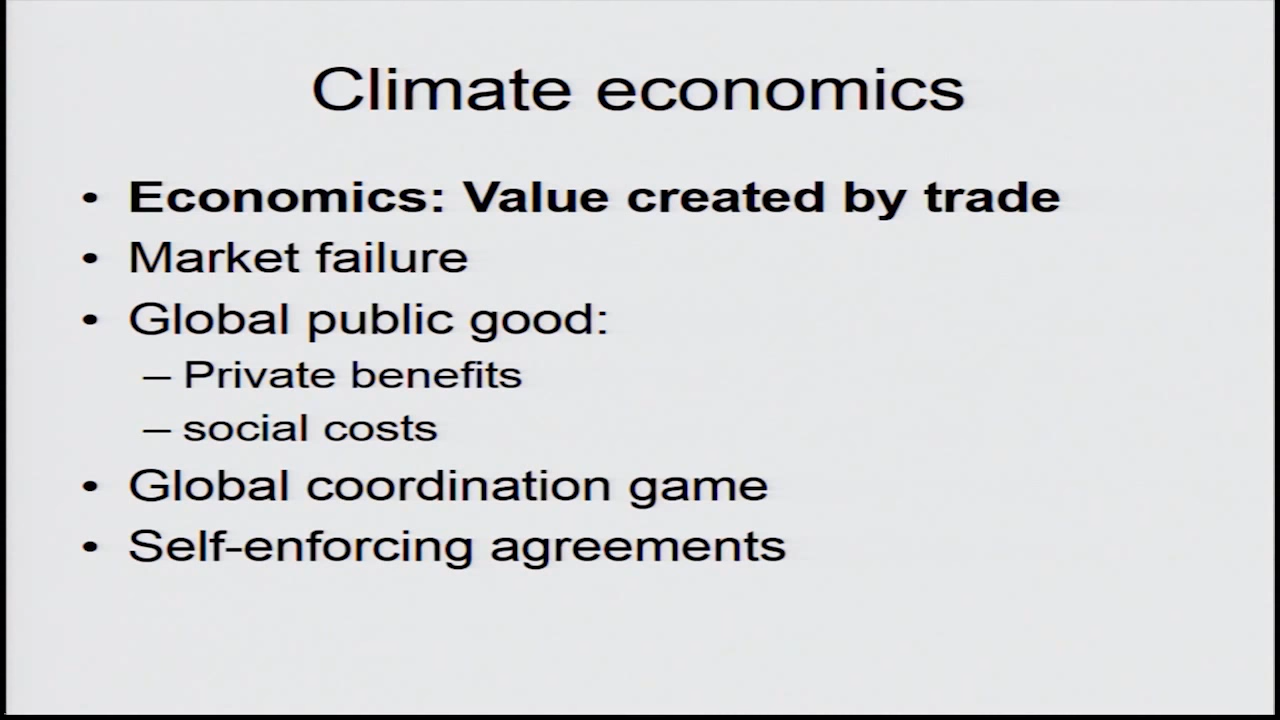 Climate economics
• Economics: Value created by trade
• Market failure
• Global public good:
– Private benefits
– social costs
• Global coordination game
• Self-enforcing agreements